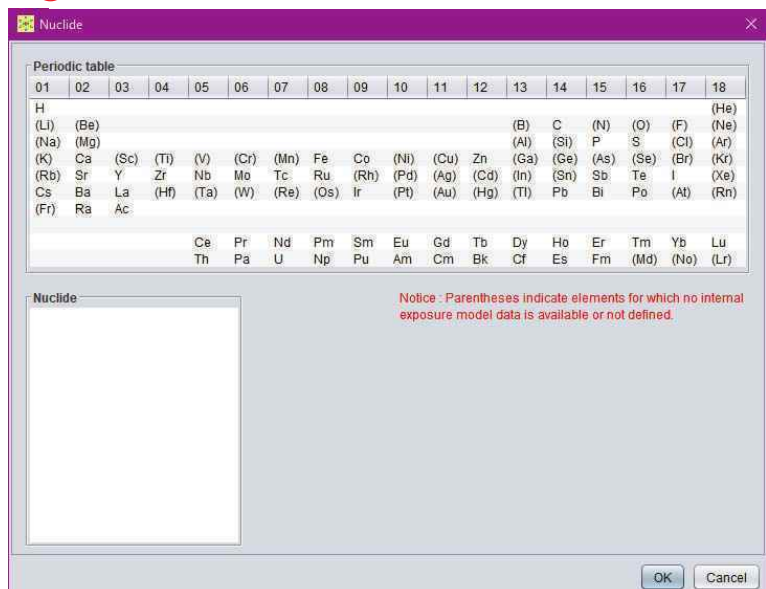 Nuclide
Periodic table
01 02 03 04 05 06 07 08 09 10 11 12 13 14 15 16 17 18
H (He)
(Li) (Be) (B) C (N) (O) (F) (Ne)
(Na) (Mg) (Al) (Si) P S (Cl) (Ar)
(K) Ca (Sc) (Ti) (V) (Cr) (Mn) Fe Co (Ni) (Cu) Zn (Ga) (Ge) (As) (Se) (Br) (Kr)
(Rb) Sr Y Zr Nb Mo Tc Ru (Rh) (Pd) (Ag) (Cd) (In) (Sn) Sb Te I (Xe)
Cs Ba La (Hf) (Ta) (W) (Re) (Os) Ir (Pt) (Au) (Hg) (Tl) Pb Bi Po (At) (Rn)
(Fr) Ra Ac
Ce Pr Nd Pm Sm Eu Gd Tb Dy Ho Er Tm Yb Lu
Th Pa U Np Pu Am Cm Bk Cf Es Fm (Md) (No) (Lr)
Nuclide
Notice : Parentheses indicate elements for which no internal
exposure model data is available or not defined.
OK Cancel